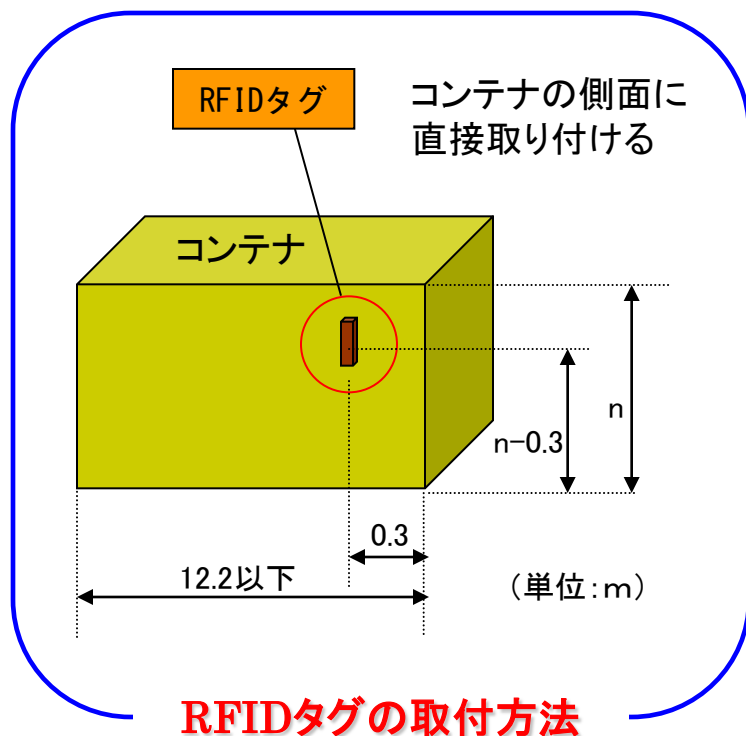 RFIDタグ
コンテナの側面に
直接取り付ける
コンテナ
n
n-0.3
0.3
12.2以下
(単位:m)
RFIDタグの取付方法